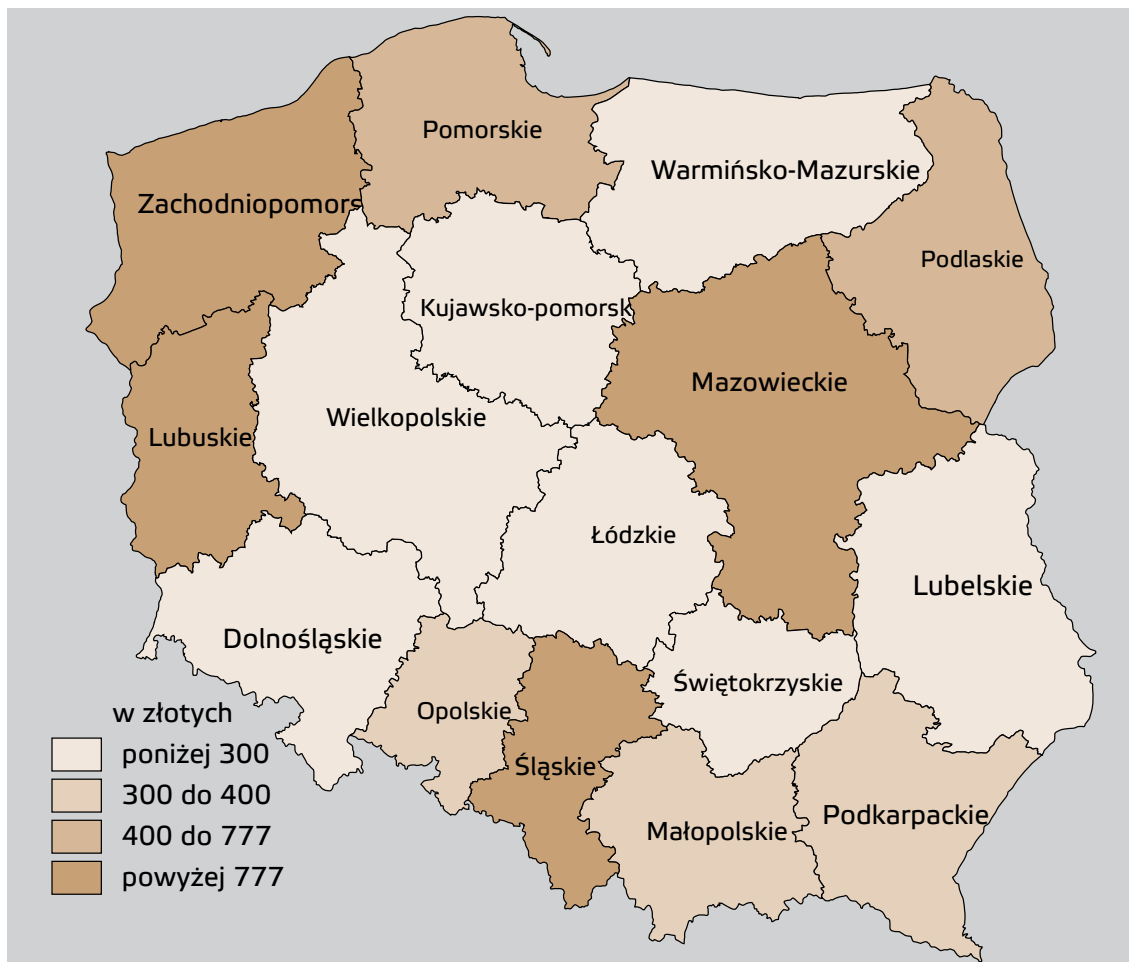 Pomorskie
Warmińsko-Mazurskie
Zachodniopomors
Podlaskie
Kujawsko-pomorsk
Mazowieckie
Wielkopolskie
Lubuskie
Łódzkie
Lubelskie
Dolnośląskie
Świętokrzyskie
Opolskie
Śląskie
Podkarpackie
Małopolskie
w złotych
poniżej 300
300 do 400
400 do 777
powyżej 777